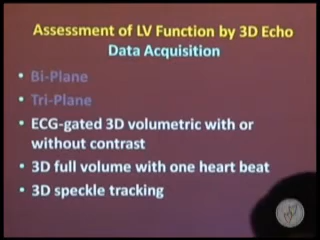 Assessment of LV Function by 3D Echo
Data Acquisition
• Bi-Plane
• Tri-Plane
• ECG-gated 3D volumetric with or
without contrast
• 3D full volume with one heart beat
• 3D speckle tracking